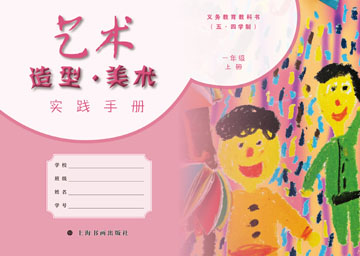 艺术
造型·美术
实践手册
义务教育教科书
（五·四学制）
一年级
上册
学校
班级
姓名
学号
上海书画出版社